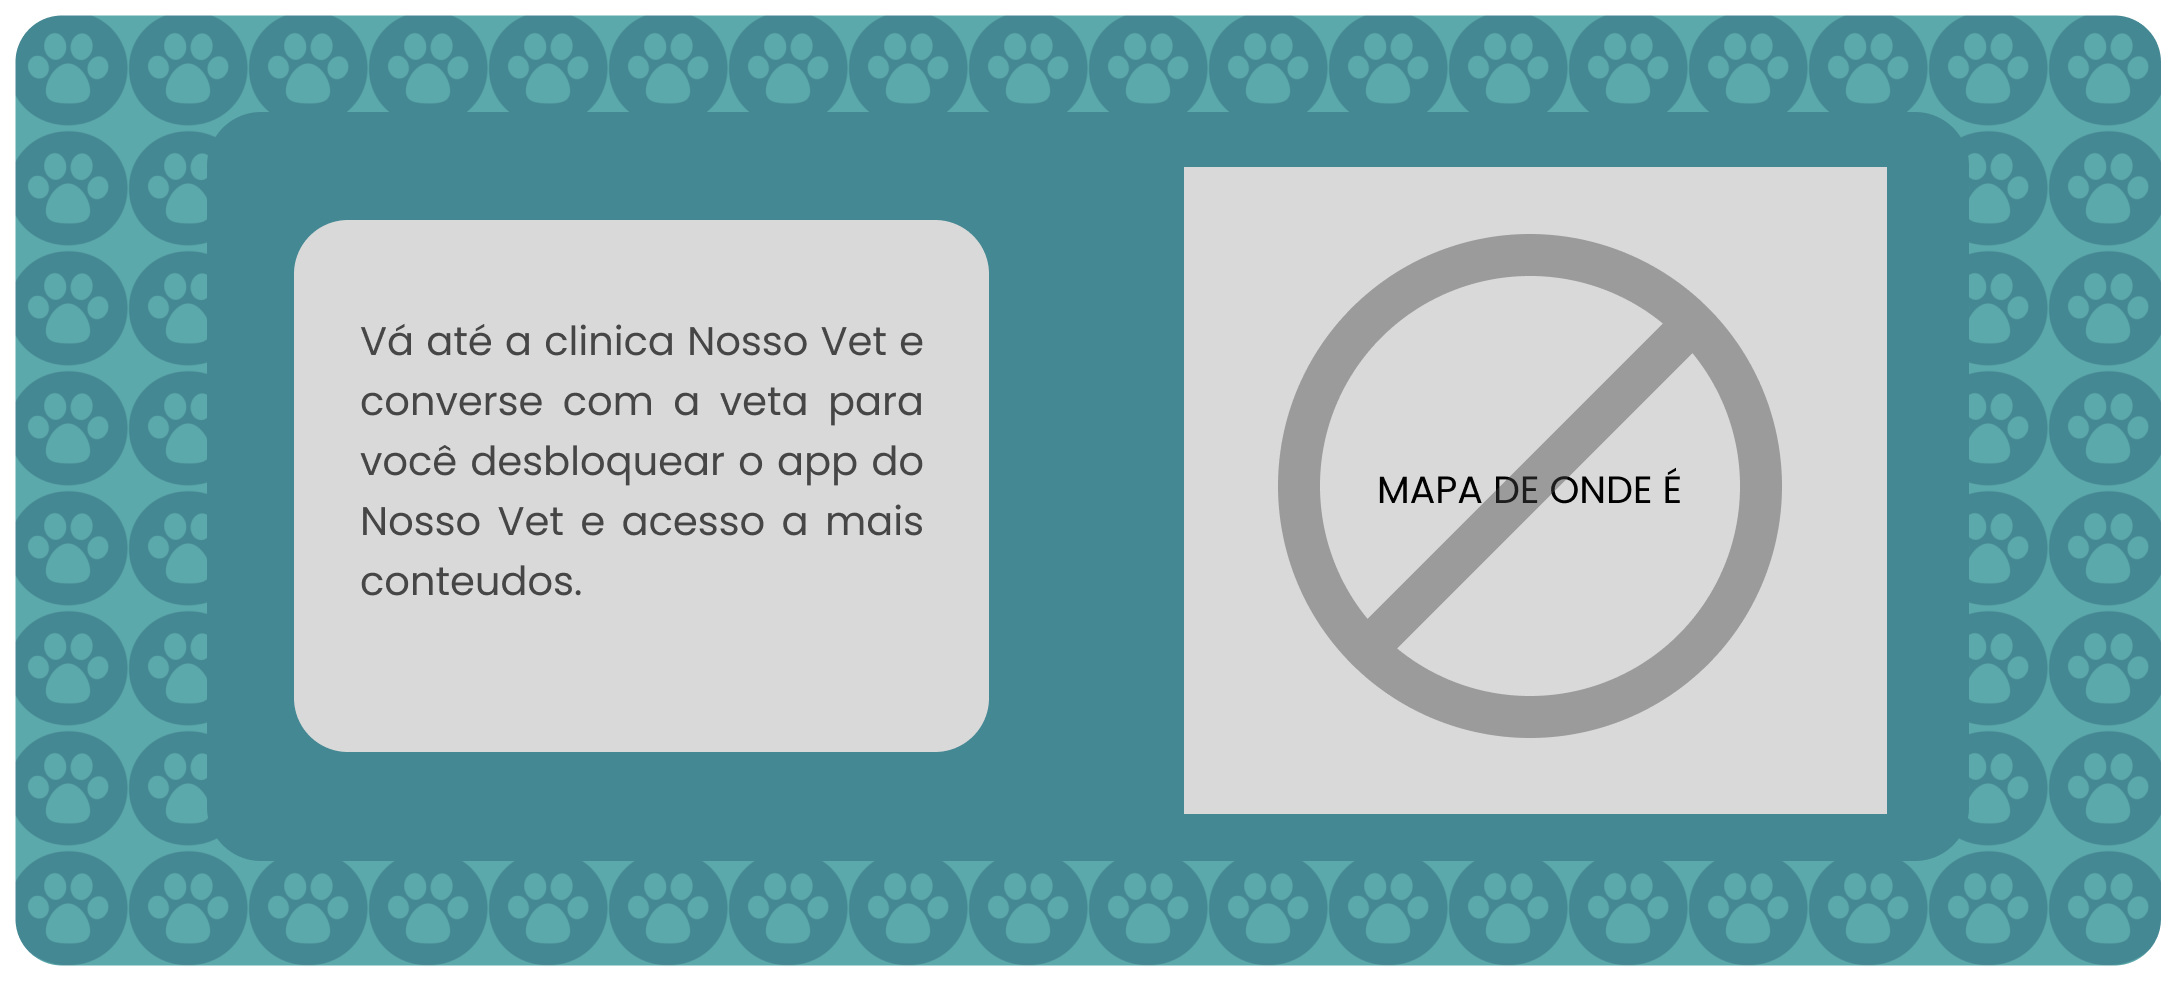 Vá até a clinica Nosso Vet e
converse com a veta para
você desbloquear o app do
Nosso Vet e acesso a mais
conteudos.
MAPA DE ONDE É